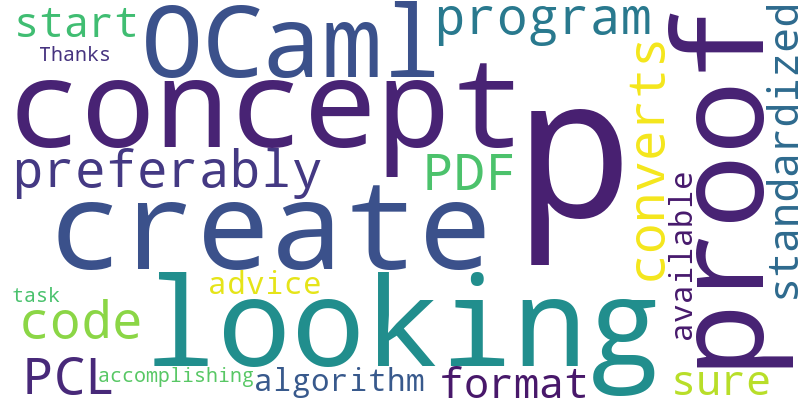 start
OCaml
program
Thanks
concept
p
proof
standardized
converts
preferably
PDF
available
create
advice
looking
task
code
PCL
accomplishing
algorithm
format
sure